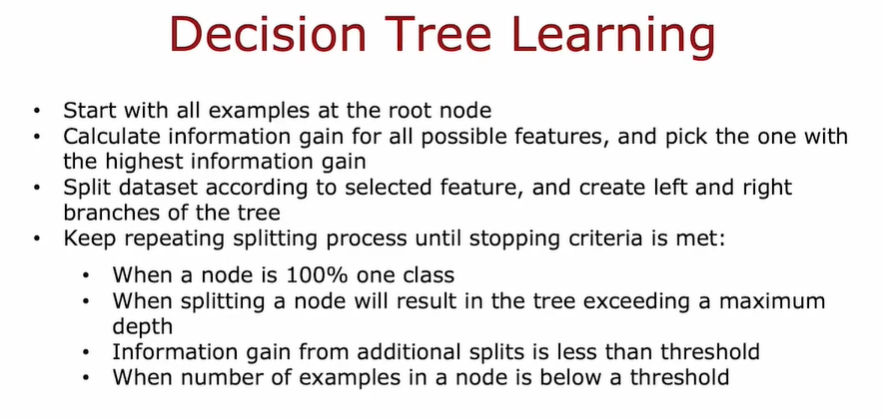 Decision Tree Learning
• Start with all examples at the root node
• Calculate information gain for all possible features, and pick the one with
the highest information gain
• Split dataset according to selected feature, and create left and right
branches of the tree
• Keep repeating splitting process until stopping criteria is met:
• When a node is 100% one class
• When splitting a node will result in the tree exceeding a maximum
depth
• Information gain from additional splits is less than threshold
• When number of examples in a node is below a threshold